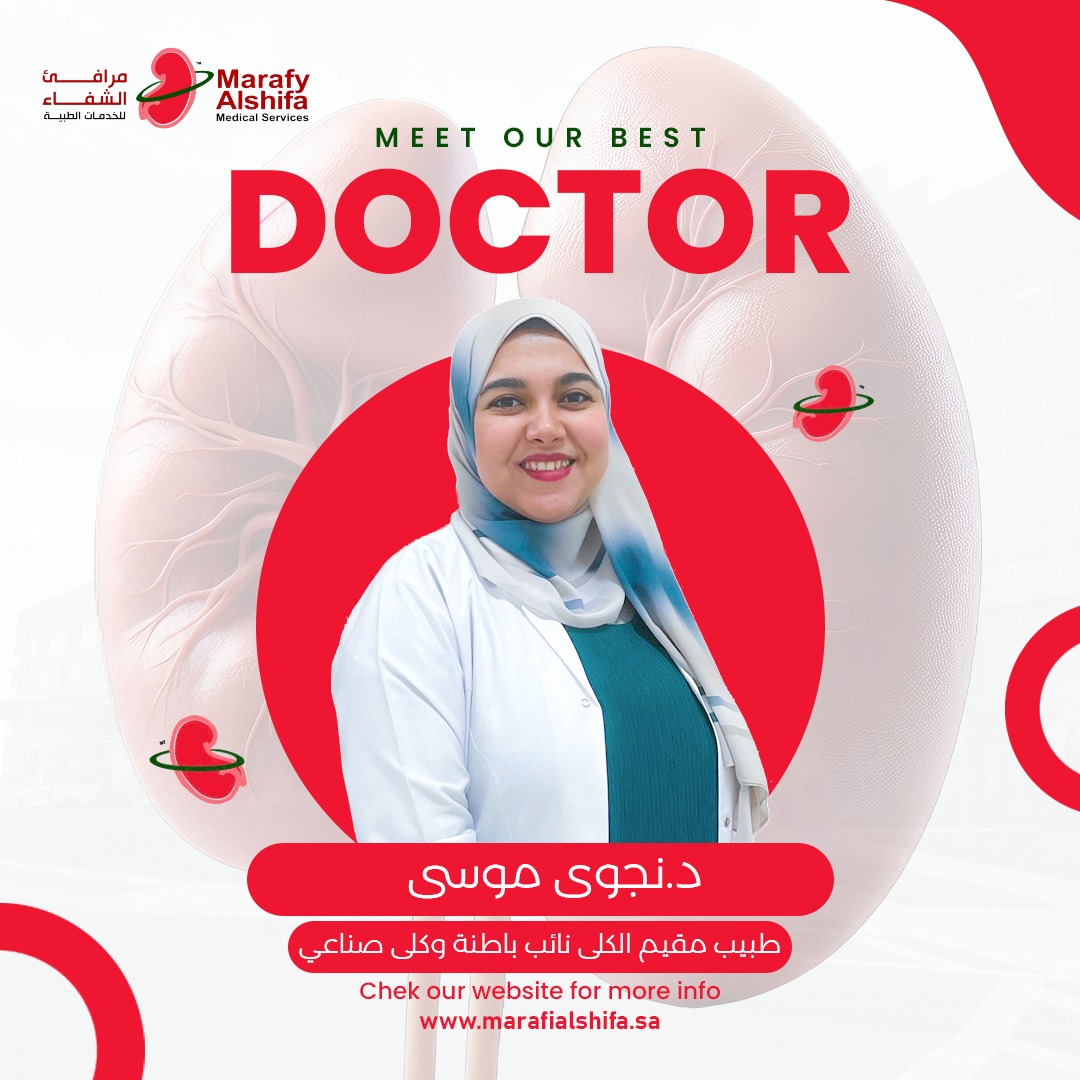 مرافئ
الشفاء
للخدمات الطبية
Marafy
Alshifa
Medical Services
MEET OUR BEST
DOCTOR
د.نجوى موسى
طبيب مقيم الكلى نائب باطنة وكلى صناعي
Chek our website for more info
www.marafialshifa.sa